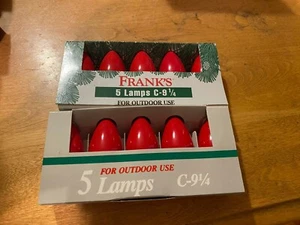 FRANK'S
5 Lamps C-9¼
FOR OUTDOOR USE
FOR OUTDOOR USE
5 Lamps C-9¼